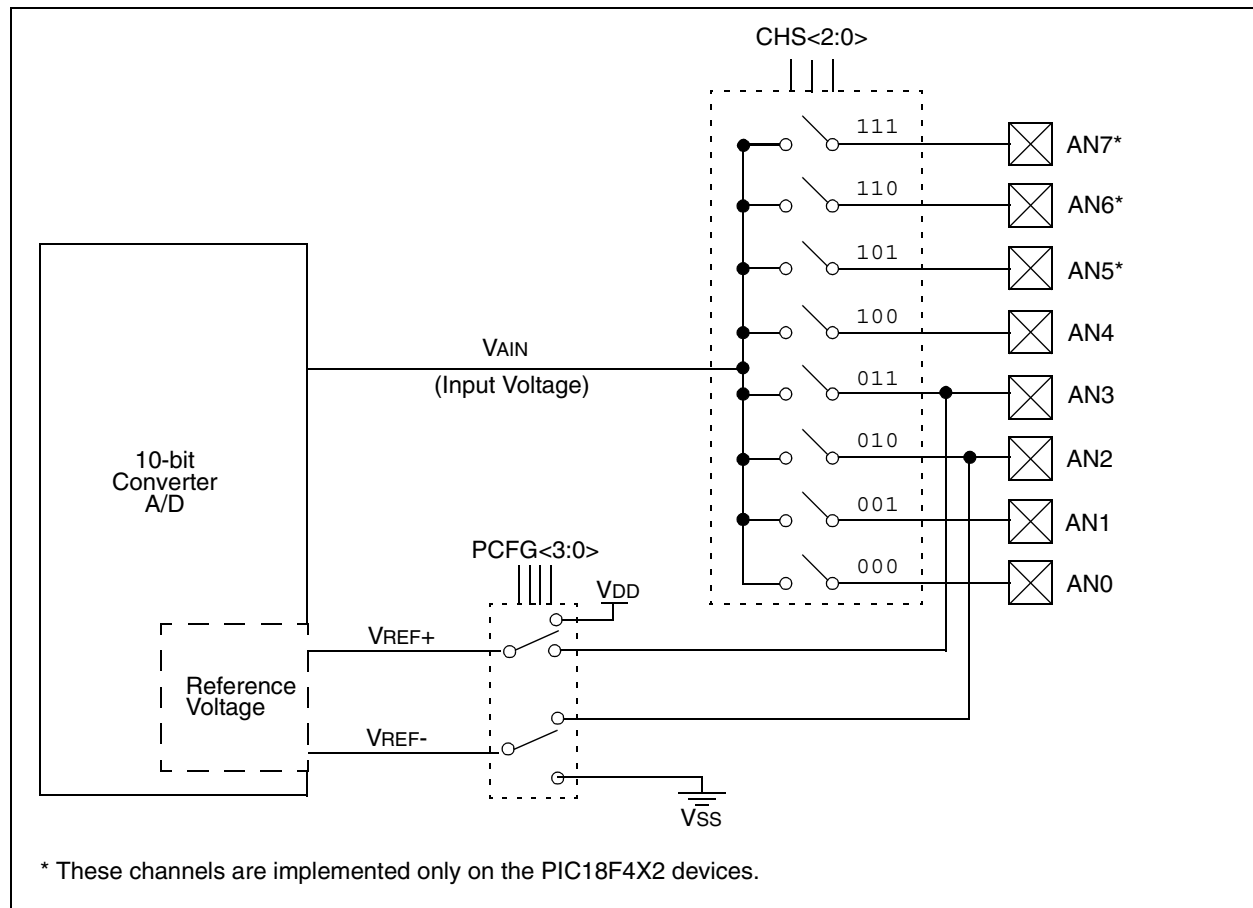 CHS<2:0>
111
AN7*
110
AN6*
101
AN5*
100
AN4
VAIN
(Input Voltage)
011
AN3
010
AN2
10-bit
Converter
A/D
001
AN1
PCFG<3:0>
000
AN0
VDD
VREF+
Reference
Voltage
VREF-
VSS
* These channels are implemented only on the PIC18F4X2 devices.